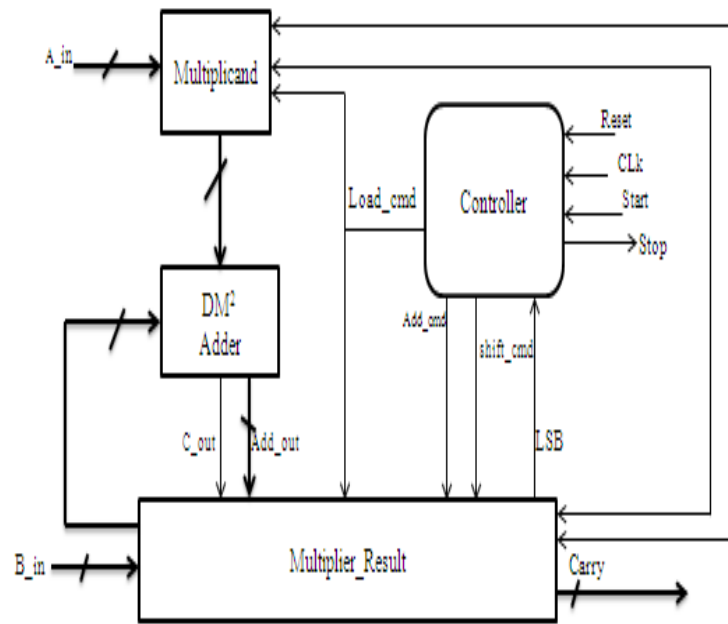 A_in
Multiplicand
Reset
CLk
Load_cmd
Controller
Start
Stop
DM²
Adder
Add_cmd
shift_cmd
C_out
Add_out
LSB
B_in
Multiplier_Result
Carry